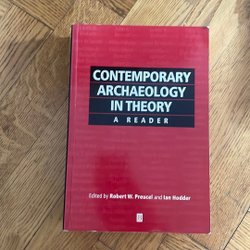 CONTEMPORARY
ARCHAEOLOGY
IN THEORY
A READER
Edited by Robert W. Preucel and Ian Hodder